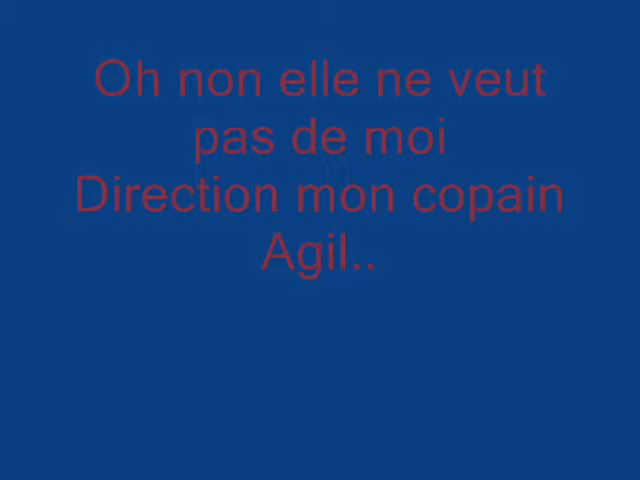 Oh non elle ne veut
pas de moi
Direction mon copain
Agil..